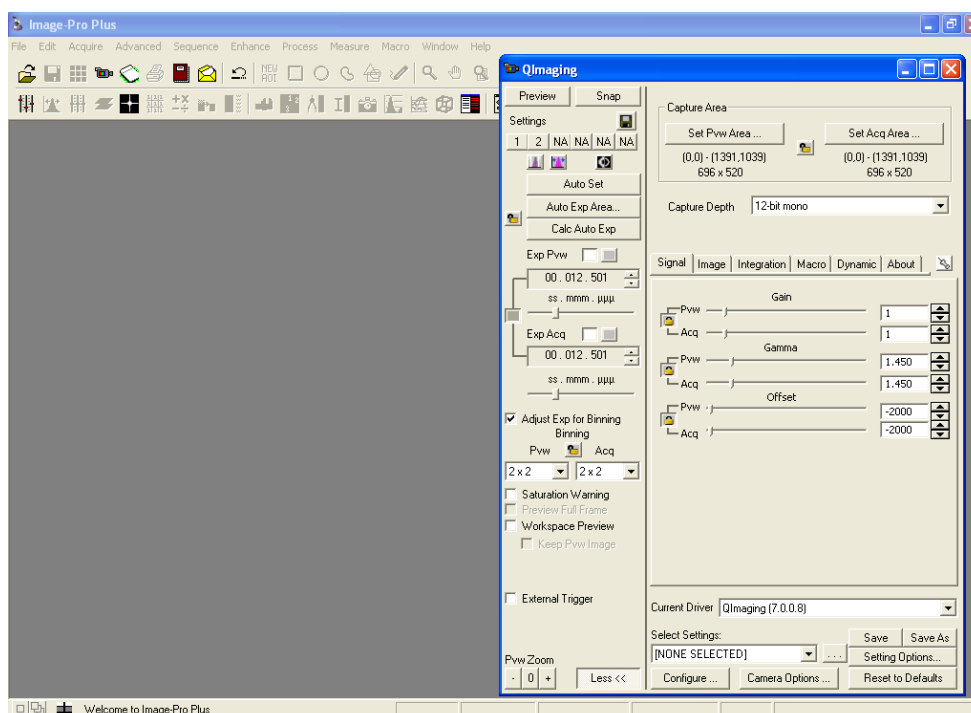 Image-Pro Plus
File Edit Acquire Advanced Sequence Enhance Process Measure Macro Window Help
NEW AOI
QImaging
Preview Snap
Settings
1 2 NA NA NA NA
Auto Set
Auto Exp Area...
Calc Auto Exp
Exp Pvw
00 . 012 . 501
ss . mmm . µµµ
Exp Acq
00 . 012 . 501
ss . mmm . µµµ
Adjust Exp for Binning
Binning
Pvw Acq
2 x 2 2 x 2
Saturation Warning
Preview Full Frame
Workspace Preview
Keep Pvw Image
External Trigger
Pvw Zoom
- 0 + Less <<
Capture Area
Set Pvw Area ... Set Acq Area ...
(0,0) - (1391,1039) (0,0) - (1391,1039)
696 x 520 696 x 520
Capture Depth 12-bit mono
Signal Image Integration Macro Dynamic About
Gain
Pvw 1
Acq 1
Gamma
Pvw 1.450
Acq 1.450
Offset
Pvw -2000
Acq -2000
Current Driver QImaging (7.0.0.8)
Select Settings: Save Save As
[NONE SELECTED] ... Setting Options...
Configure ... Camera Options ... Reset to Defaults
Welcome to Image-Pro Plus